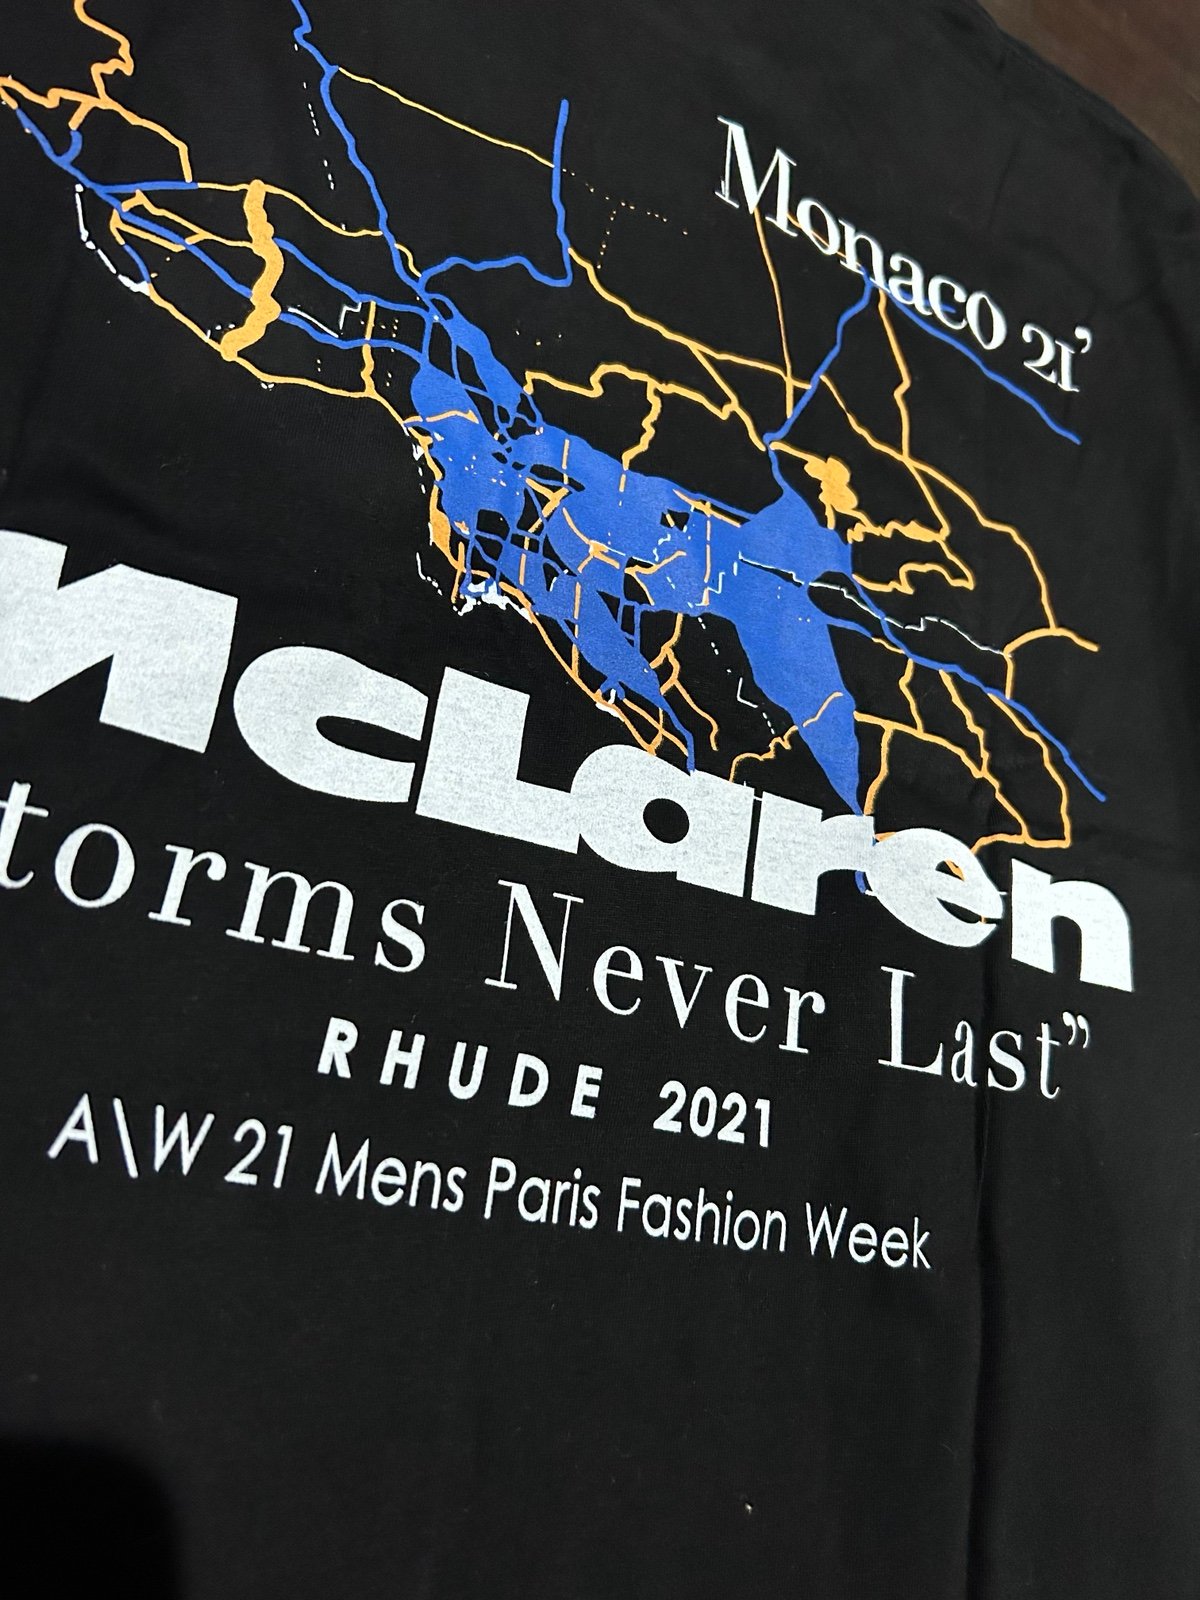 Monaco 21’
McLaren
torms Never Last”
RHUDE 2021
A\W 21 Mens Paris Fashion Week